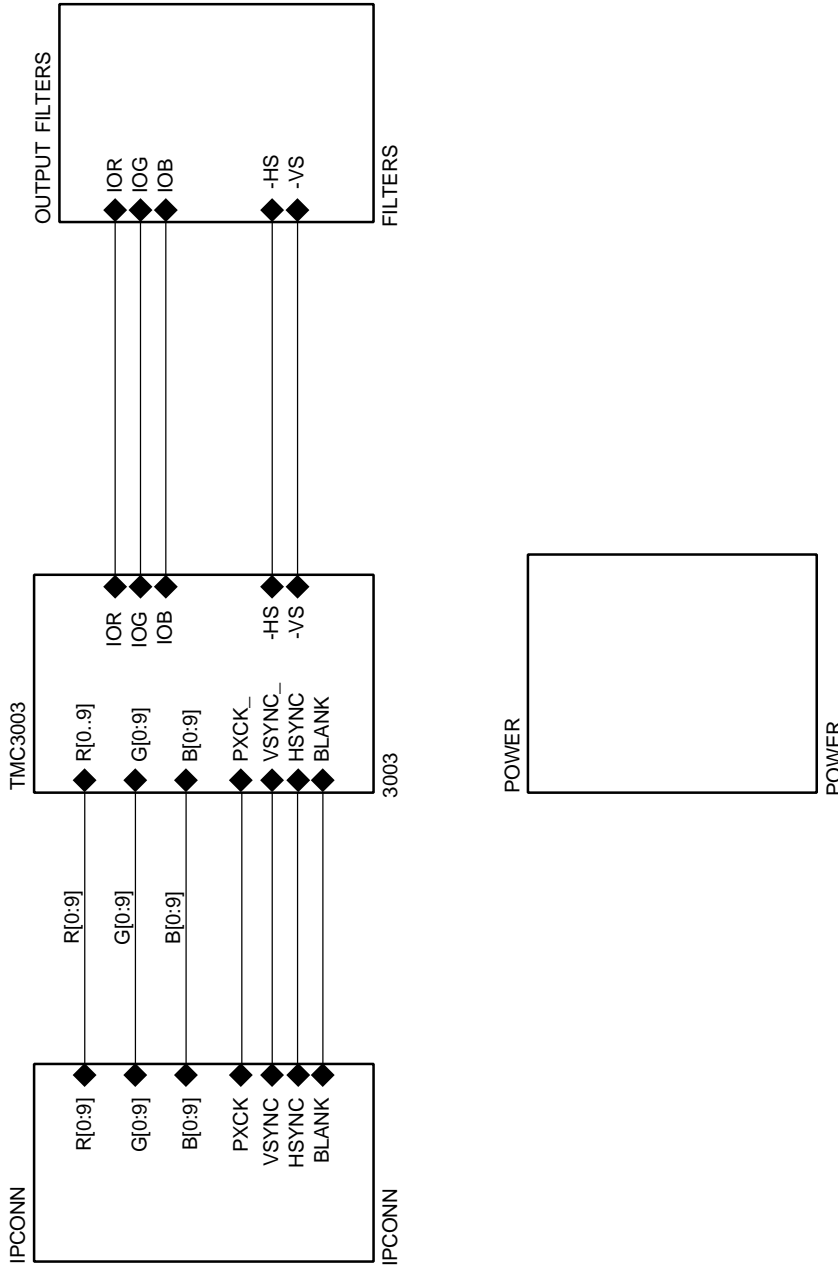 IPCONN
R[0:9]
G[0:9]
B[0:9]
PXCK
VSYNC
HSYNC
BLANK
IPCONN
R[0:9]
G[0:9]
B[0:9]
TMC3003
R[0..9]
G[0:9]
B[0:9]
PXCK_
VSYNC_
HSYNC
BLANK
IOR
IOG
IOB
-HS
-VS
3003
OUTPUT FILTERS
IOR
IOG
IOB
-HS
-VS
FILTERS
POWER
POWER